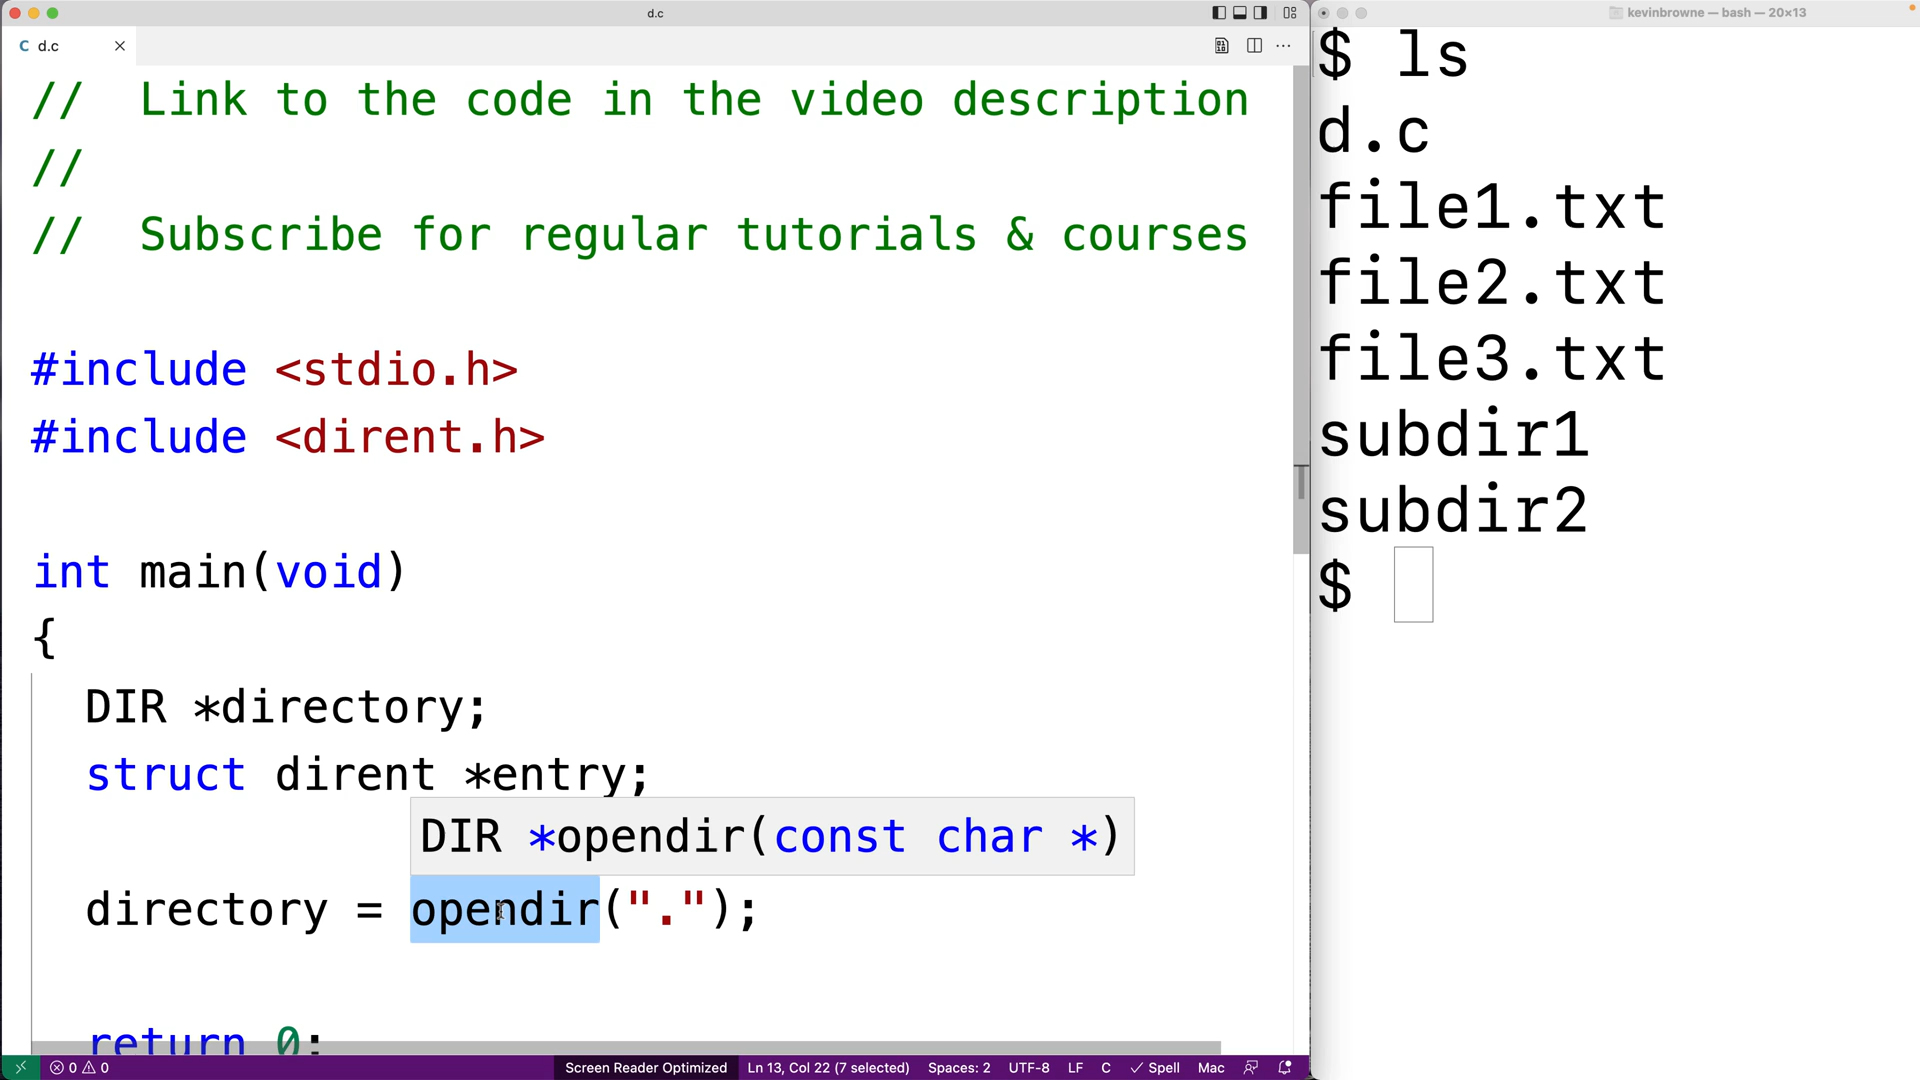 d.c
C d.c
// Link to the code in the video description
//
// Subscribe for regular tutorials & courses
#include <stdio.h>
#include <dirent.h>
int main(void)
{
DIR *directory;
struct dirent *entry;
DIR *opendir(const char *)
directory = opendir(".");
return 0;
0 0
Screen Reader Optimized
Ln 13, Col 22 (7 selected)
Spaces: 2
UTF-8
LF
C
Spell
Mac
kevinbrowne — bash — 20×13
$ ls
d.c
file1.txt
file2.txt
file3.txt
subdir1
subdir2
$